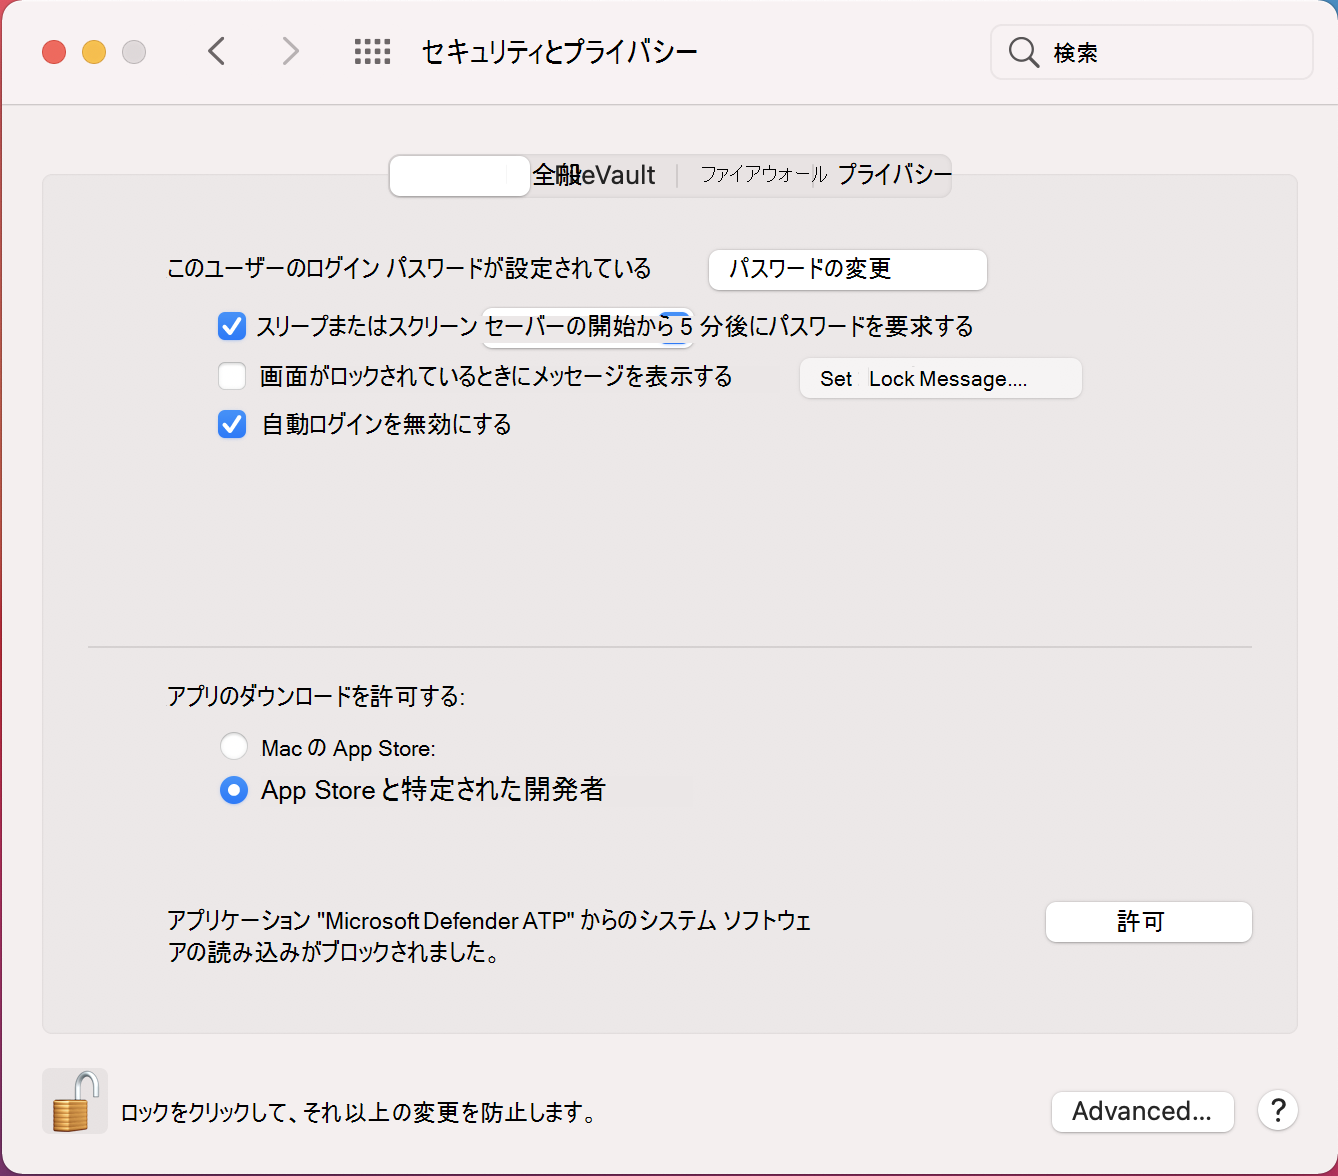 セキュリティとプライバシー
検索
全般 FileVault ファイアウォール プライバシー
このユーザーのログイン パスワードが設定されている パスワードの変更
スリープまたはスクリーン セーバーの開始から 5 分後にパスワードを要求する
画面がロックされているときにメッセージを表示する Set Lock Message....
自動ログインを無効にする
アプリのダウンロードを許可する:
Mac の App Store:
App Store と特定された開発者
アプリケーション "Microsoft Defender ATP" からのシステム ソフトウェ
アの読み込みがブロックされました。
許可
ロックをクリックして、それ以上の変更を防止します。
Advanced...
?